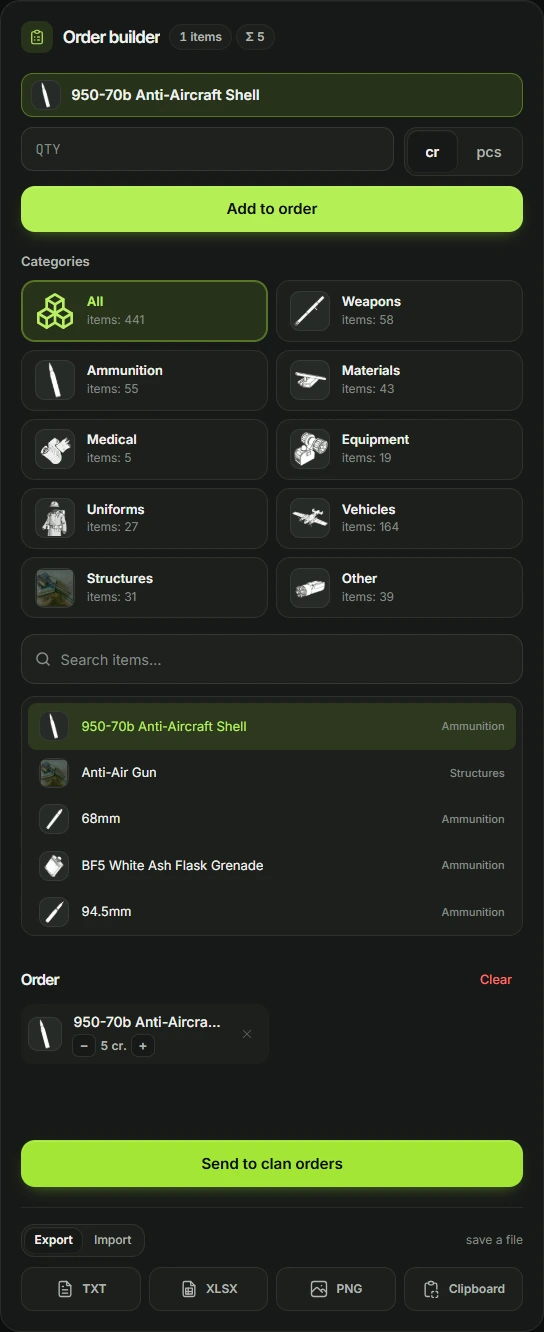 Order builder 1 items Σ 5
950-70b Anti-Aircraft Shell
QTY cr pcs
Add to order
Categories
All
items: 441
Weapons
items: 58
Ammunition
items: 55
Materials
items: 43
Medical
items: 5
Equipment
items: 19
Uniforms
items: 27
Vehicles
items: 164
Structures
items: 31
Other
items: 39
Search items...
950-70b Anti-Aircraft Shell Ammunition
Anti-Air Gun Structures
68mm Ammunition
BF5 White Ash Flask Grenade Ammunition
94.5mm Ammunition
Order Clear
950-70b Anti-Aircra...
− 5 cr. + ×
Send to clan orders
Export Import save a file
TXT XLSX PNG Clipboard